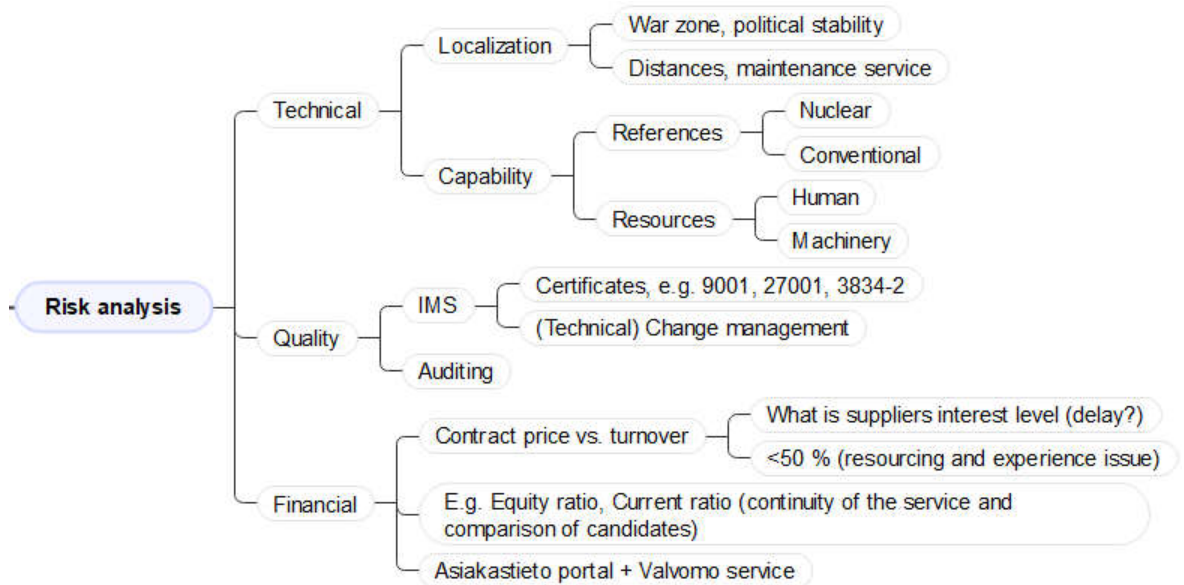 Risk analysis
Technical
Localization
War zone, political stability
Distances, maintenance service
Capability
References
Nuclear
Conventional
Resources
Human
Machinery
Quality
IMS
Certificates, e.g. 9001, 27001, 3834-2
(Technical) Change management
Auditing
Financial
Contract price vs. turnover
What is suppliers interest level (delay?)
<50 % (resourcing and experience issue)
E.g. Equity ratio, Current ratio (continuity of the service and
comparison of candidates)
Asiakastieto portal + Valvomo service